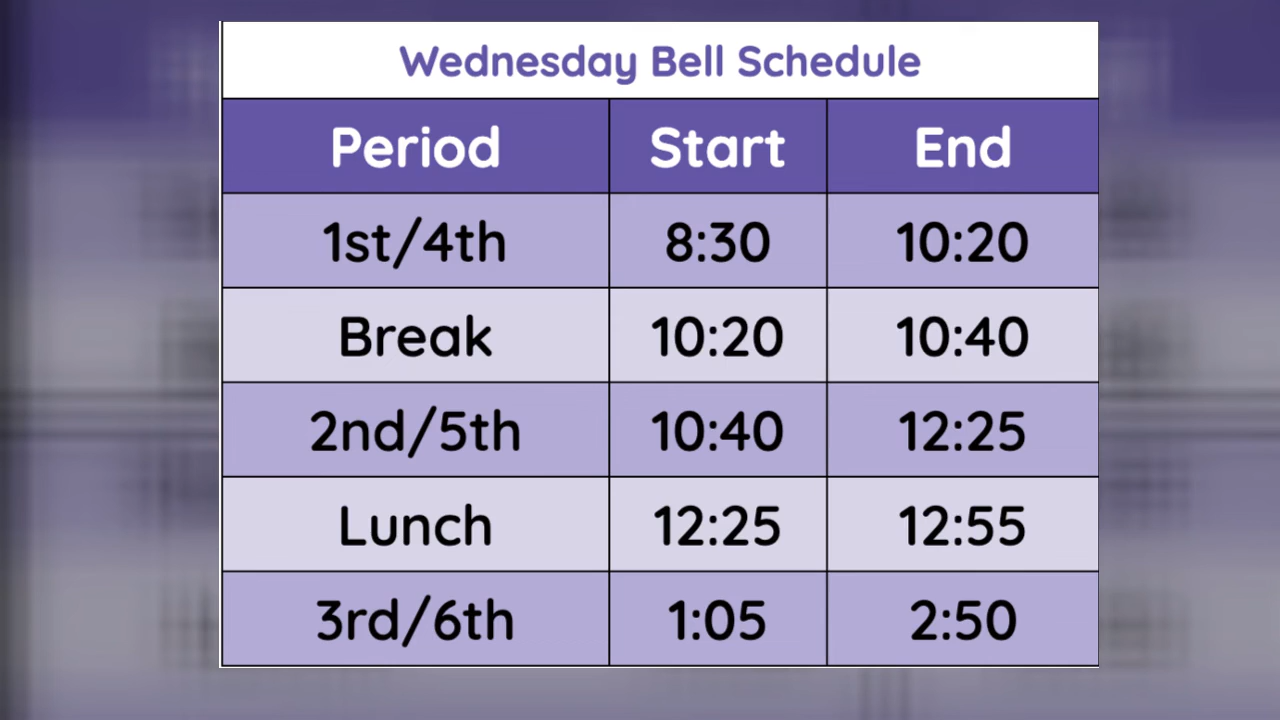 Wednesday Bell Schedule
Period Start End
1st/4th 8:30 10:20
Break 10:20 10:40
2nd/5th 10:40 12:25
Lunch 12:25 12:55
3rd/6th 1:05 2:50